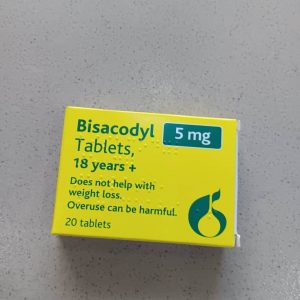 Bisacodyl 5 mg
Tablets,
18 years +
Does not help with
weight loss.
Overuse can be harmful.
20 tablets